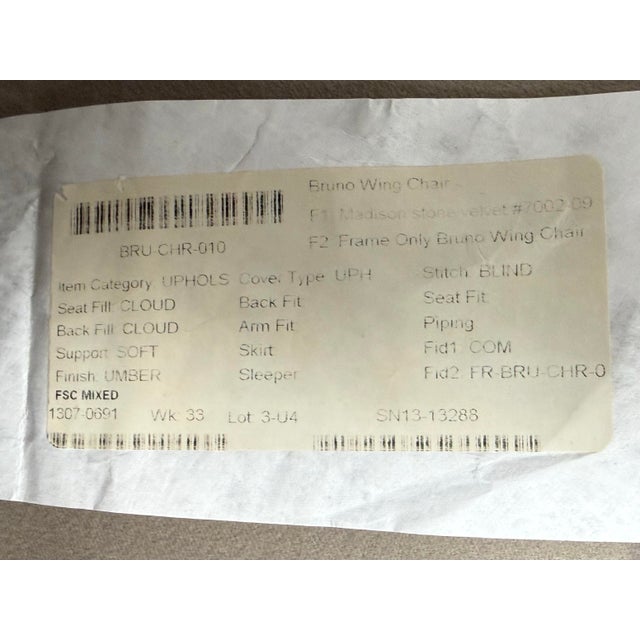 Bruno Wing Chair
F1 Madison stone velvet #7002-09
BRU-CHR-010
F2 Frame Only Bruno Wing Chair
Item Category UPHOLS Cover Type UPH Stitch BLIND
Seat Fill CLOUD Back Fit Seat Fit
Back Fill CLOUD Arm Fit Piping
Support SOFT Skirt Fid1 COM
Finish UMBER Sleeper Fid2 FR-BRU-CHR-0
FSC MIXED
1307-0691 Wk 33 Lot 3-U4 SN13-13288